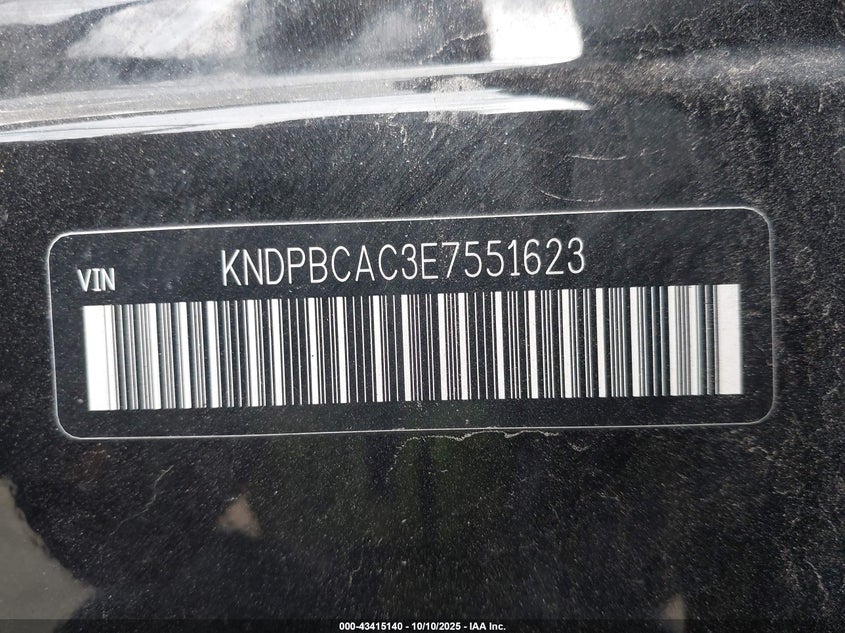 KNDPBCAC3E7551623
VIN
000-43415140 - 10/10/2025 - IAA Inc.